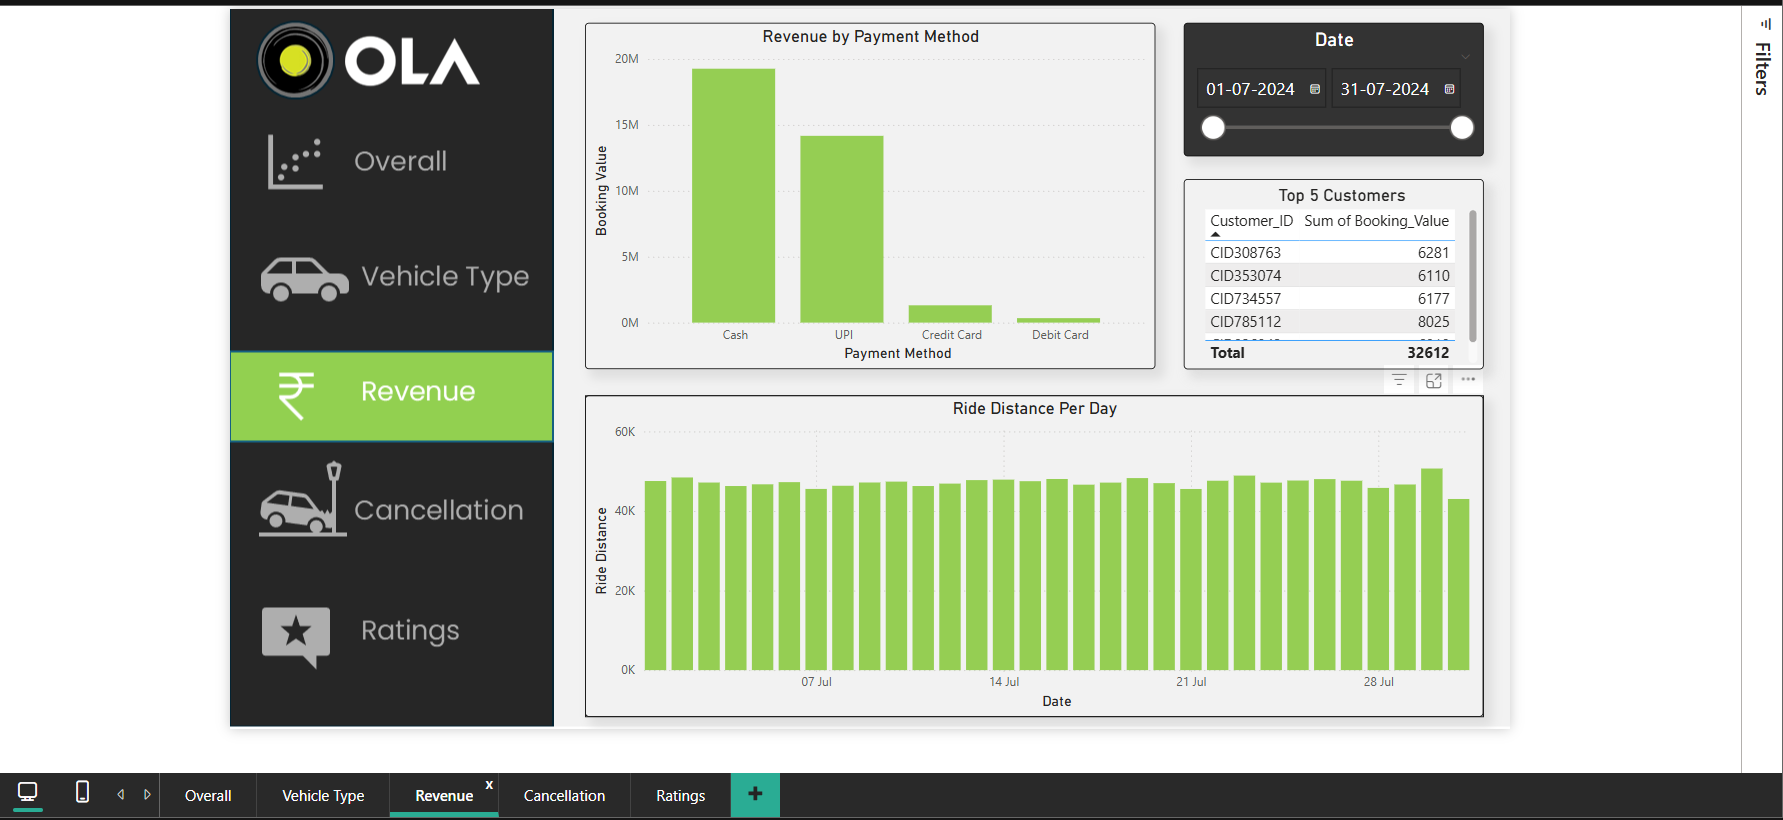 OLA
Overall
Vehicle Type
Revenue
Cancellation
Ratings
Revenue by Payment Method
20M
15M
10M
5M
0M
Booking Value
Cash UPI Credit Card Debit Card
Payment Method
Date
01-07-2024 31-07-2024
Top 5 Customers
Customer_ID Sum of Booking_Value
CID308763 6281
CID353074 6110
CID734557 6177
CID785112 8025
Total 32612
Ride Distance Per Day
60K
40K
20K
0K
Ride Distance
07 Jul 14 Jul 21 Jul 28 Jul
Date
Filters
Overall Vehicle Type Revenue x Cancellation Ratings +